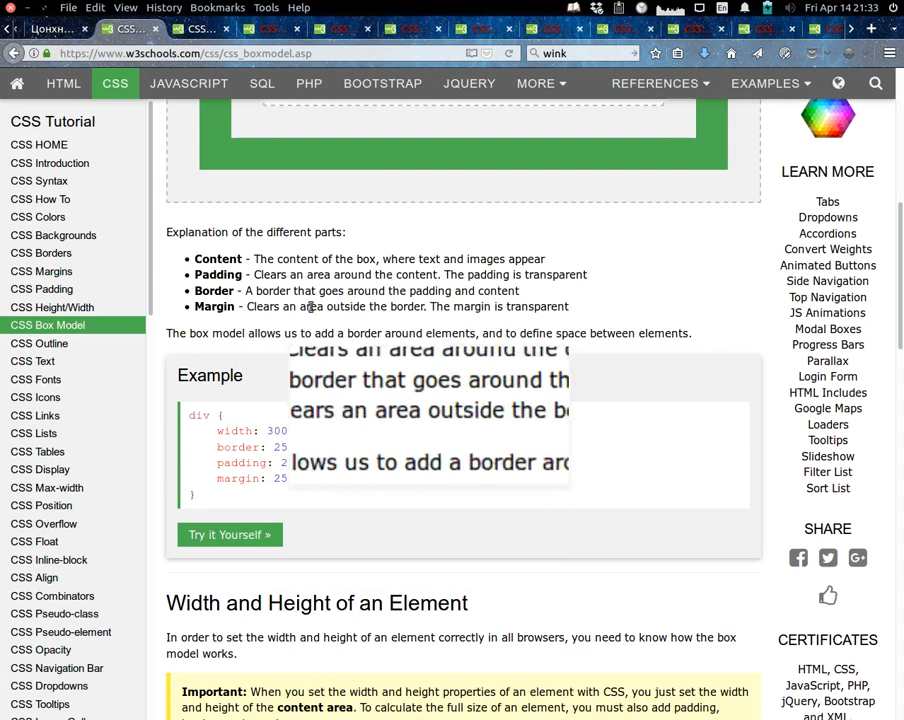 File Edit View History Bookmarks Tools Help
En
Fri Apr 14 21:33
Цонхн...
CSS...
CSS...
https://www.w3schools.com/css/css_boxmodel.asp
wink
HTML CSS JAVASCRIPT SQL PHP BOOTSTRAP JQUERY MORE REFERENCES EXAMPLES
CSS Tutorial
CSS HOME
CSS Introduction
CSS Syntax
CSS How To
CSS Colors
CSS Backgrounds
CSS Borders
CSS Margins
CSS Padding
CSS Height/Width
CSS Box Model
CSS Outline
CSS Text
CSS Fonts
CSS Icons
CSS Links
CSS Lists
CSS Tables
CSS Display
CSS Max-width
CSS Position
CSS Overflow
CSS Float
CSS Inline-block
CSS Align
CSS Combinators
CSS Pseudo-class
CSS Pseudo-element
CSS Opacity
CSS Navigation Bar
CSS Dropdowns
CSS Tooltips
Explanation of the different parts:
• Content - The content of the box, where text and images appear
• Padding - Clears an area around the content. The padding is transparent
• Border - A border that goes around the padding and content
• Margin - Clears an area outside the border. The margin is transparent
The box model allows us to add a border around elements, and to define space between elements.
Example
div {
width: 300
border: 25
padding: 2
margin: 25
}
clears an area around the c
border that goes around th
ears an area outside the bo
lows us to add a border aro
Try it Yourself »
Width and Height of an Element
In order to set the width and height of an element correctly in all browsers, you need to know how the box
model works.
Important: When you set the width and height properties of an element with CSS, you just set the width
and height of the content area. To calculate the full size of an element, you must also add padding,
LEARN MORE
Tabs
Dropdowns
Accordions
Convert Weights
Animated Buttons
Side Navigation
Top Navigation
JS Animations
Modal Boxes
Progress Bars
Parallax
Login Form
HTML Includes
Google Maps
Loaders
Tooltips
Slideshow
Filter List
Sort List
SHARE
CERTIFICATES
HTML, CSS,
JavaScript, PHP,
jQuery, Bootstrap
and XML